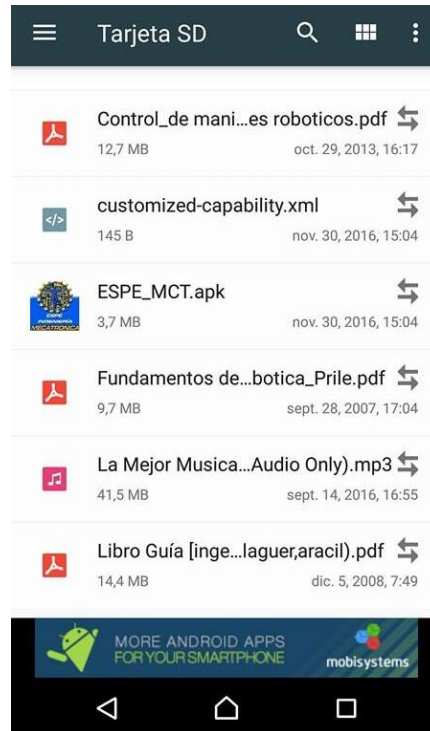 Tarjeta SD
Control_de mani...es roboticos.pdf
12,7 MB oct. 29, 2013, 16:17
customized-capability.xml
145 B nov. 30, 2016, 15:04
ESPE_MCT.apk
3,7 MB nov. 30, 2016, 15:04
ESPE
INGENIERÍA
MECATRONICA
Fundamentos de...botica_Prile.pdf
9,7 MB sept. 28, 2007, 17:04
La Mejor Musica...Audio Only).mp3
41,5 MB sept. 14, 2016, 16:55
Libro Guía [inge...laguer,aracil).pdf
14,4 MB dic. 5, 2008, 7:49
MORE ANDROID APPS
FOR YOUR SMARTPHONE
mobisystems